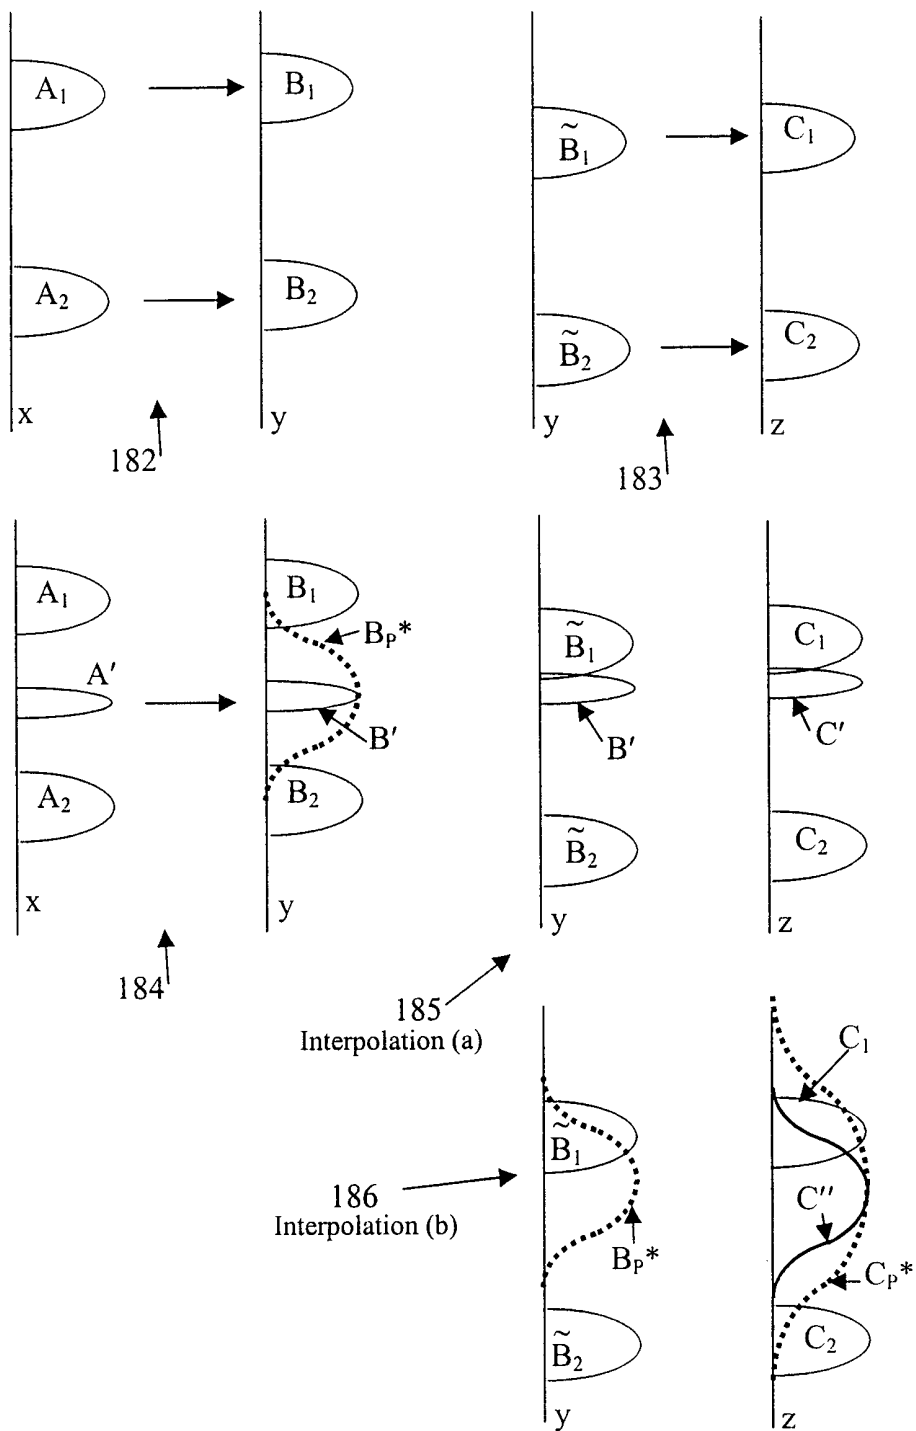 A₁ B₁
B̃₁ C₁
A₂ B₂
B̃₂ C₂
x y
y z
182
183
A₁ B₁
B̃₁ C₁
Bₚ*
A′
B′
B′
C′
A₂ B₂
B̃₂ C₂
x y
y z
184
185
Interpolation (a)
C₁
B̃₁
186
Interpolation (b)
C′′
Bₚ*
Cₚ*
B̃₂ C₂
y z